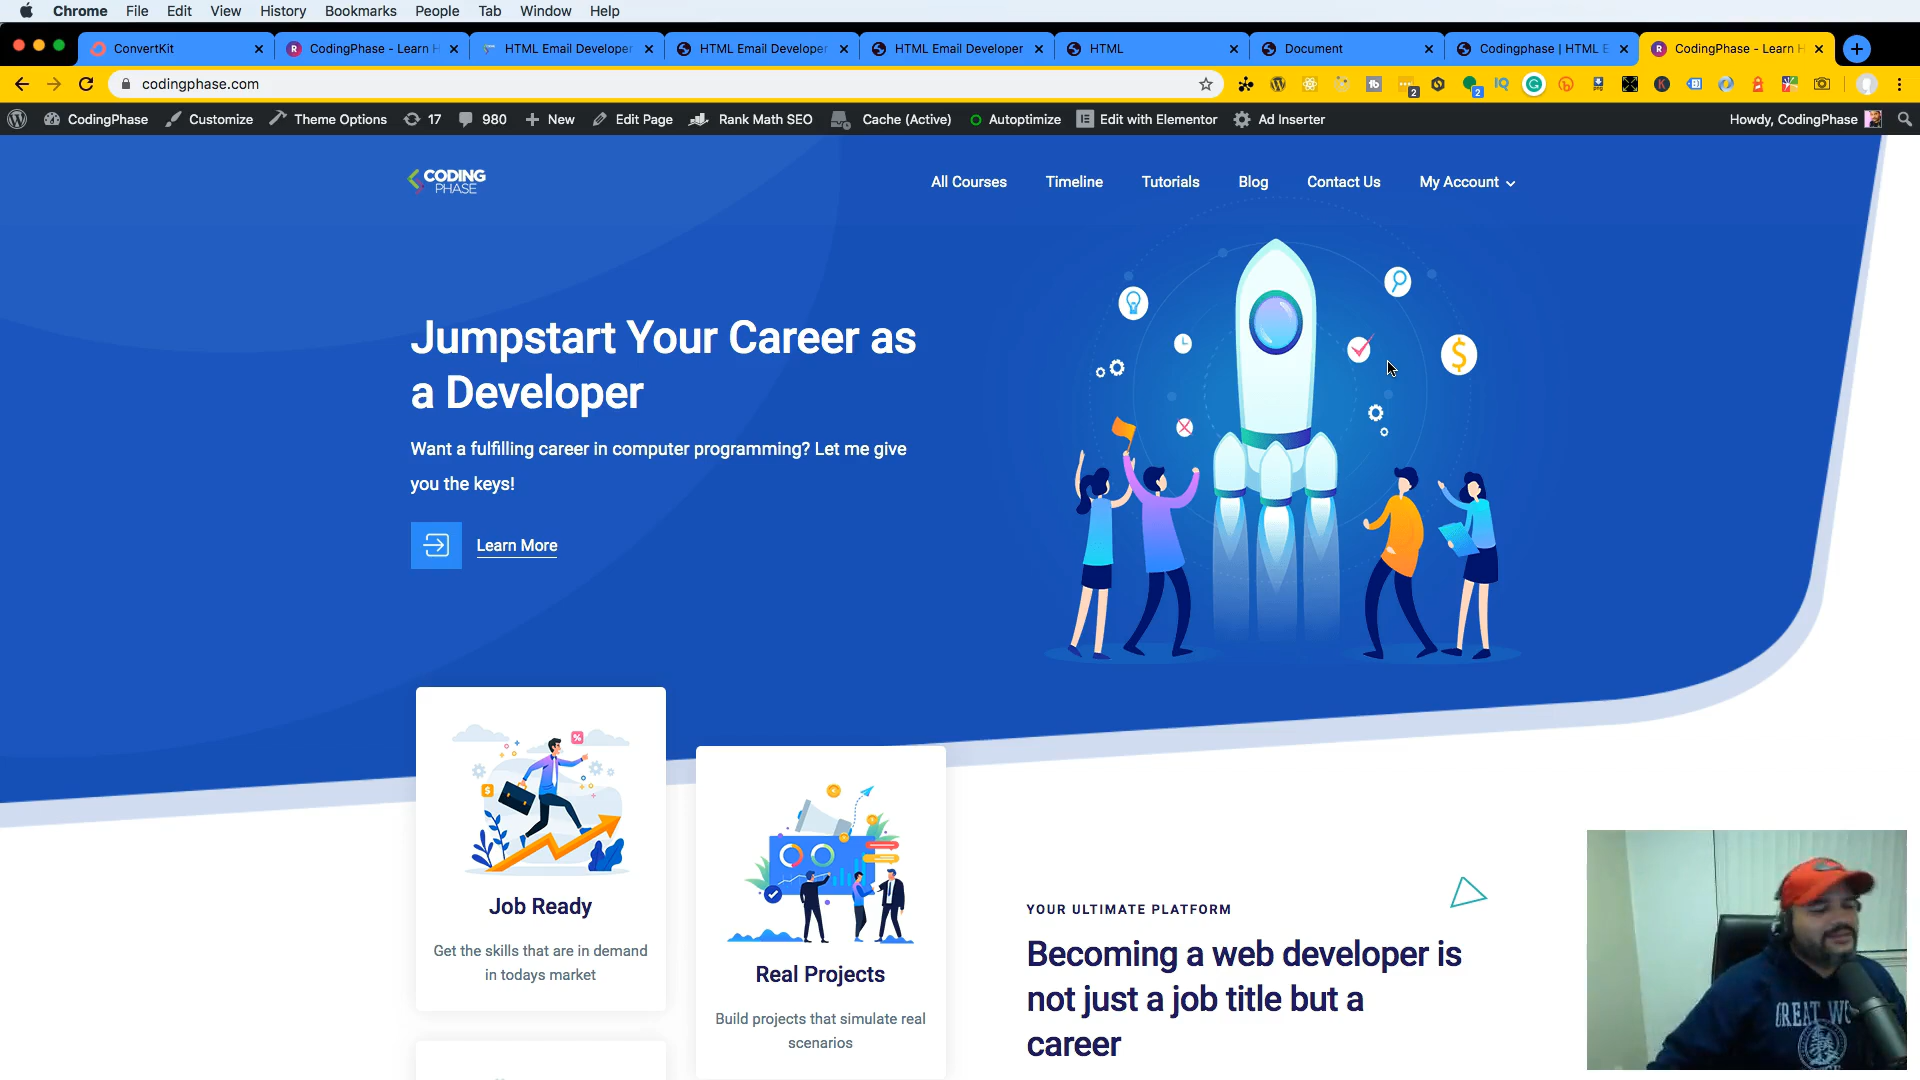 Chrome File Edit View History Bookmarks People Tab Window Help
ConvertKit
CodingPhase - Learn H
HTML Email Developer
HTML Email Developer
HTML Email Developer
HTML
Document
Codingphase | HTML E
CodingPhase - Learn H
codingphase.com
2
2
CodingPhase Customize Theme Options 17 980 New Edit Page Rank Math SEO Cache (Active) Autoptimize Edit with Elementor Ad Inserter
Howdy, CodingPhase
CODING
PHASE
All Courses Timeline Tutorials Blog Contact Us My Account
Jumpstart Your Career as
a Developer
Want a fulfilling career in computer programming? Let me give
you the keys!
Learn More
Job Ready
Get the skills that are in demand
in todays market
Real Projects
Build projects that simulate real
scenarios
YOUR ULTIMATE PLATFORM
Becoming a web developer is
not just a job title but a
career